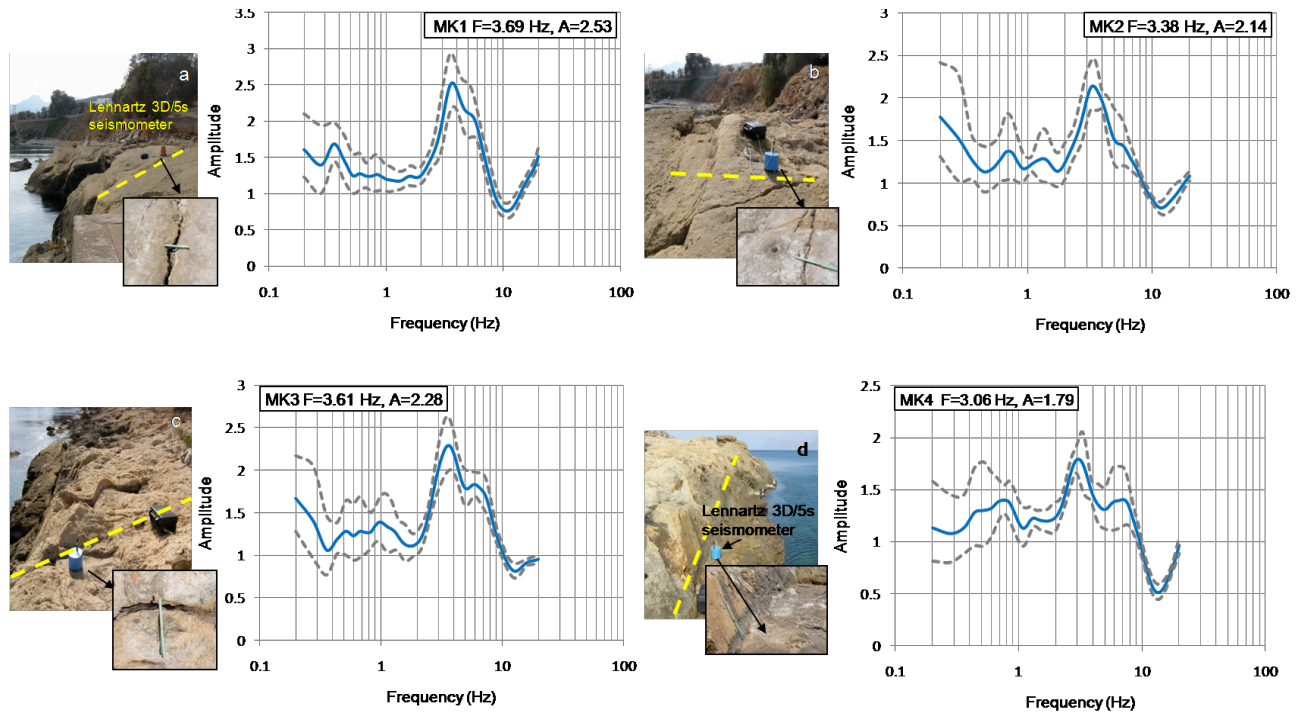 a
Lennartz 3D/5s
seismometer
MK1 F=3.69 Hz, A=2.53
Amplitude
3.5
3
2.5
2
1.5
1
0.5
0
0.1
1
10
100
Frequency (Hz)
b
MK2 F=3.38 Hz, A=2.14
Amplitude
3
2.5
2
1.5
1
0.5
0
0.1
1
10
100
Frequency (Hz)
c
MK3 F=3.61 Hz, A=2.28
Amplitude
3
2.5
2
1.5
1
0.5
0
0.1
1
10
100
Frequency (Hz)
d
Lennartz 3D/5s
seismometer
MK4 F=3.06 Hz, A=1.79
Amplitude
2.5
2
1.5
1
0.5
0
0.1
1
10
100
Frequency (Hz)